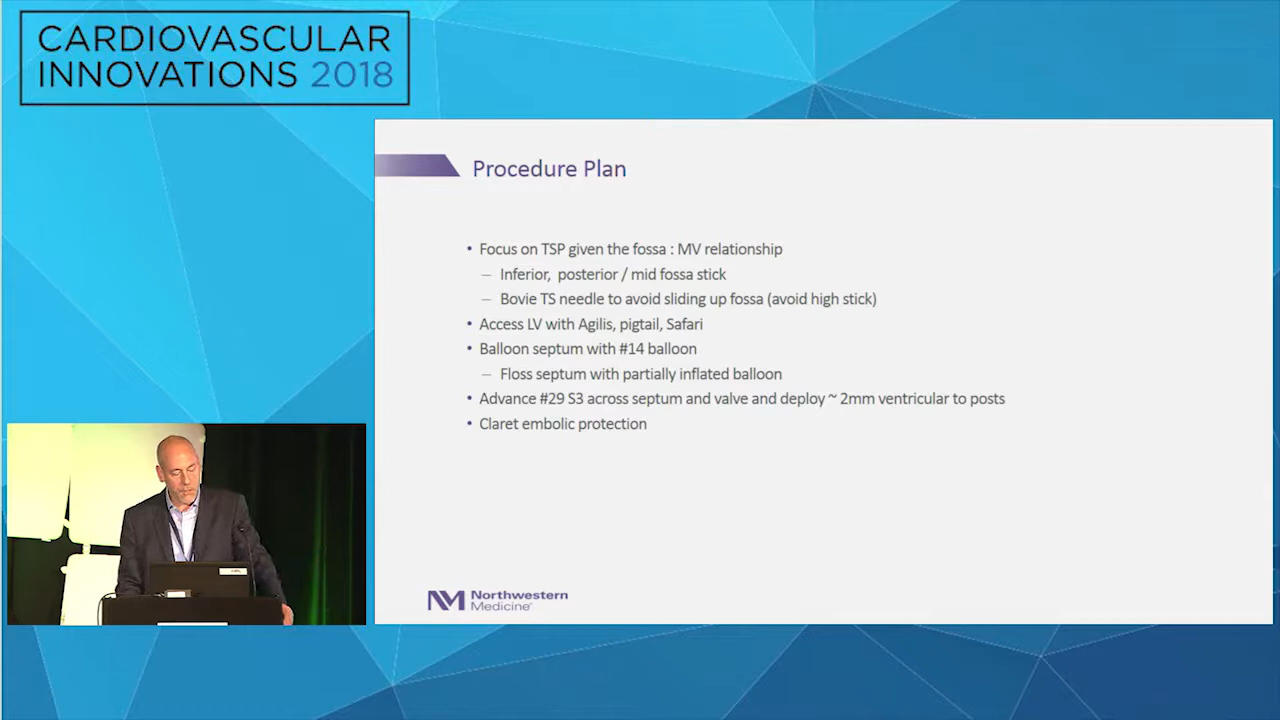 CARDIOVASCULAR
INNOVATIONS 2018
Procedure Plan
• Focus on TSP given the fossa : MV relationship
– Inferior, posterior / mid fossa stick
– Bovie TS needle to avoid sliding up fossa (avoid high stick)
• Access LV with Agilis, pigtail, Safari
• Balloon septum with #14 balloon
– Floss septum with partially inflated balloon
• Advance #29 S3 across septum and valve and deploy ~ 2mm ventricular to posts
• Claret embolic protection
NM Northwestern
Medicine